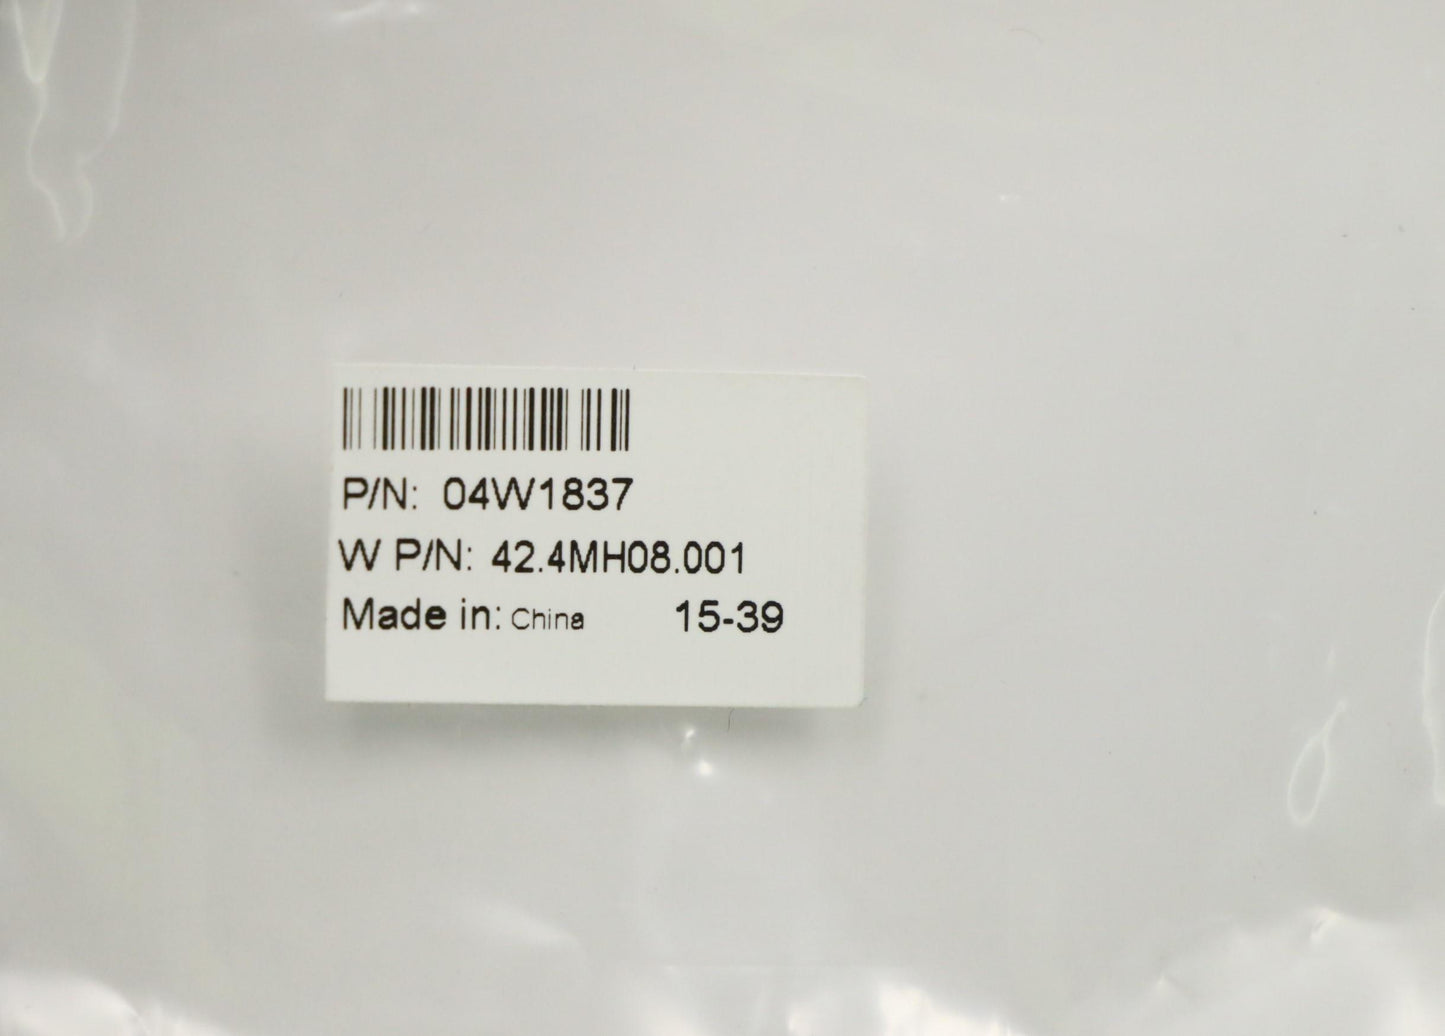 P/N: 04W1837
W P/N: 42.4MH08.001
Made in: China 15-39